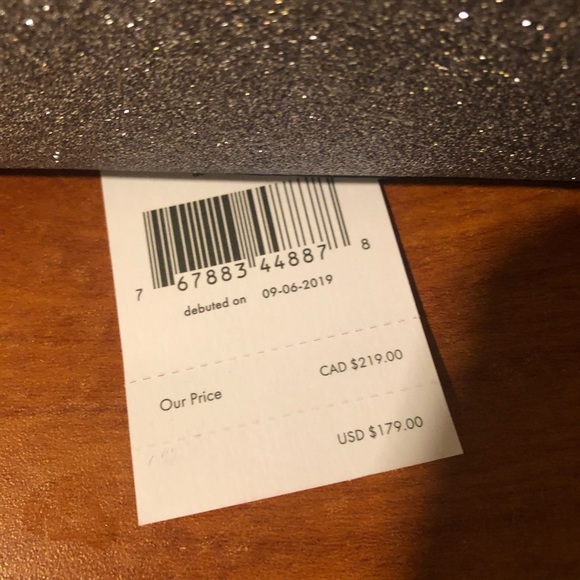 7 67883 44887 8
debuted on 09-06-2019
Our Price CAD $219.00
USD $179.00